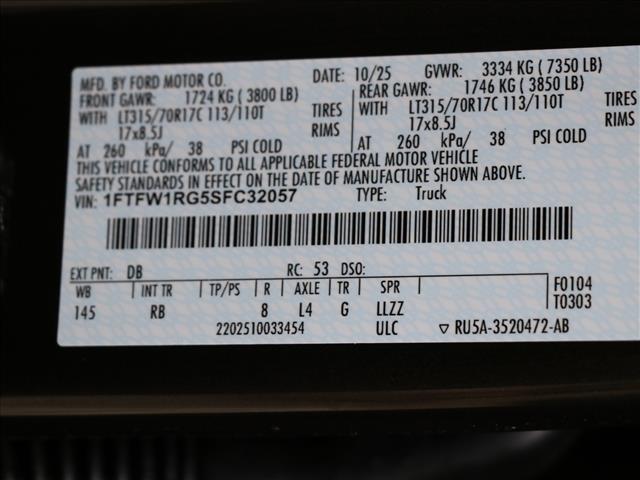 MFD. BY FORD MOTOR CO. DATE: 10/25 GVWR: 3334 KG (7350 LB)
FRONT GAWR: 1724 KG (3800 LB) REAR GAWR: 1746 KG (3850 LB)
WITH LT315/70R17C 113/110T TIRES WITH LT315/70R17C 113/110T TIRES
17x8.5J RIMS 17x8.5J RIMS
AT 260 kPa/ 38 PSI COLD AT 260 kPa/ 38 PSI COLD
THIS VEHICLE CONFORMS TO ALL APPLICABLE FEDERAL MOTOR VEHICLE
SAFETY STANDARDS IN EFFECT ON THE DATE OF MANUFACTURE SHOWN ABOVE.
VIN: 1FTFW1RG5SFC32057 TYPE: Truck
EXT PNT: DB RC: 53 DSO:
WB INT TR TP/PS R AXLE TR SPR F0104
145 RB 8 L4 G LLZZ T0303
2202510033454 ULC ▽ RU5A-3520472-AB